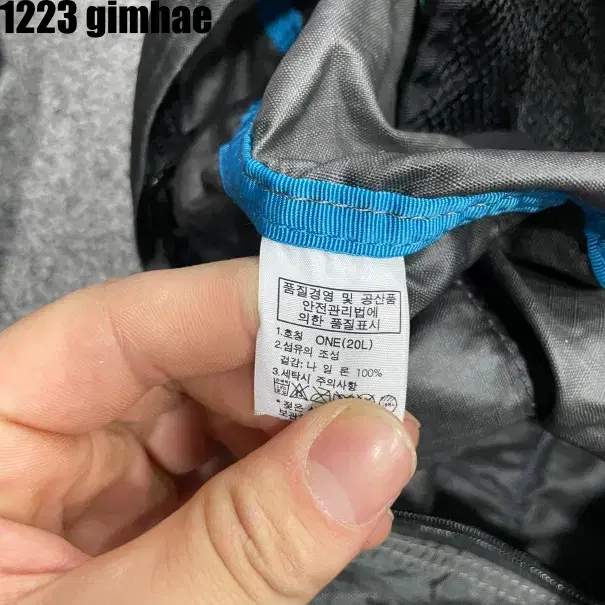 1223 gimhae
품질경영 및 공산품
안전관리법에
의한 품질표시
1.호칭 ONE(20L)
2.섬유의 조성
겉감: 나 일 론 100%
3.세탁시 주의사항
* 젖은